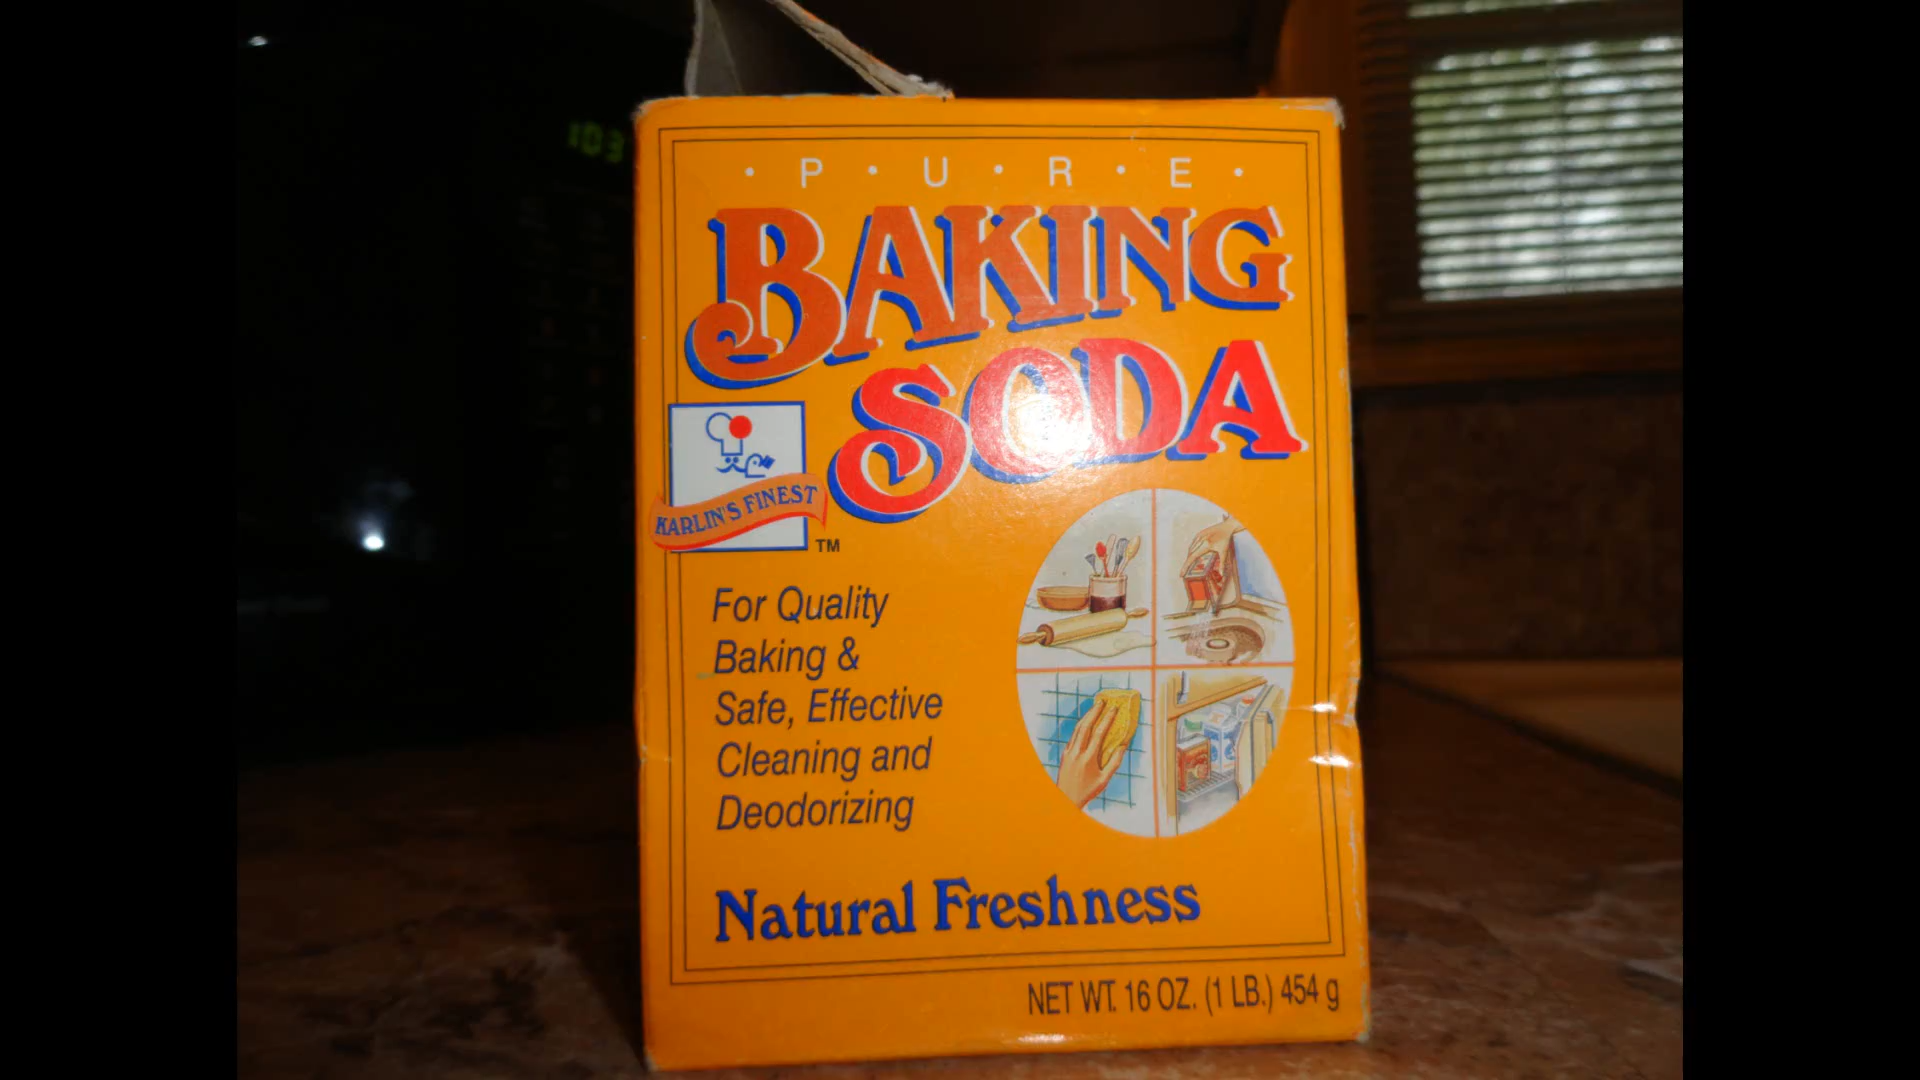 103
· P · U · R · E ·
BAKING
SODA
KARLIN'S FINEST
TM
For Quality
Baking &
Safe, Effective
Cleaning and
Deodorizing
Natural Freshness
NET WT. 16 OZ. (1 LB.) 454 g